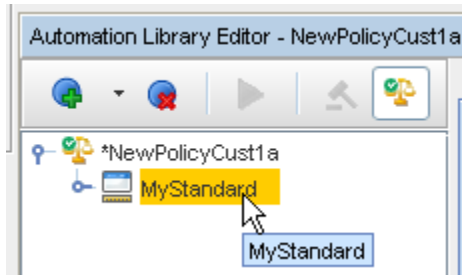 Automation Library Editor - NewPolicyCust1a
*NewPolicyCust1a
MyStandard
MyStandard